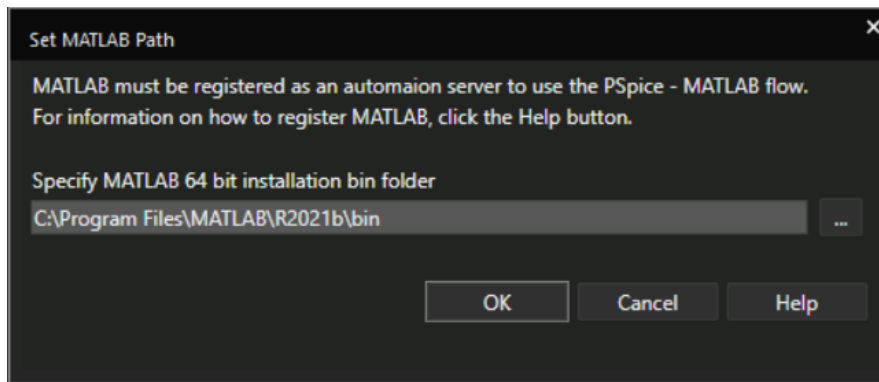 Set MATLAB Path
MATLAB must be registered as an automaion server to use the PSpice - MATLAB flow.
For information on how to register MATLAB, click the Help button.
Specify MATLAB 64 bit installation bin folder
C:\Program Files\MATLAB\R2021b\bin
...
OK Cancel Help